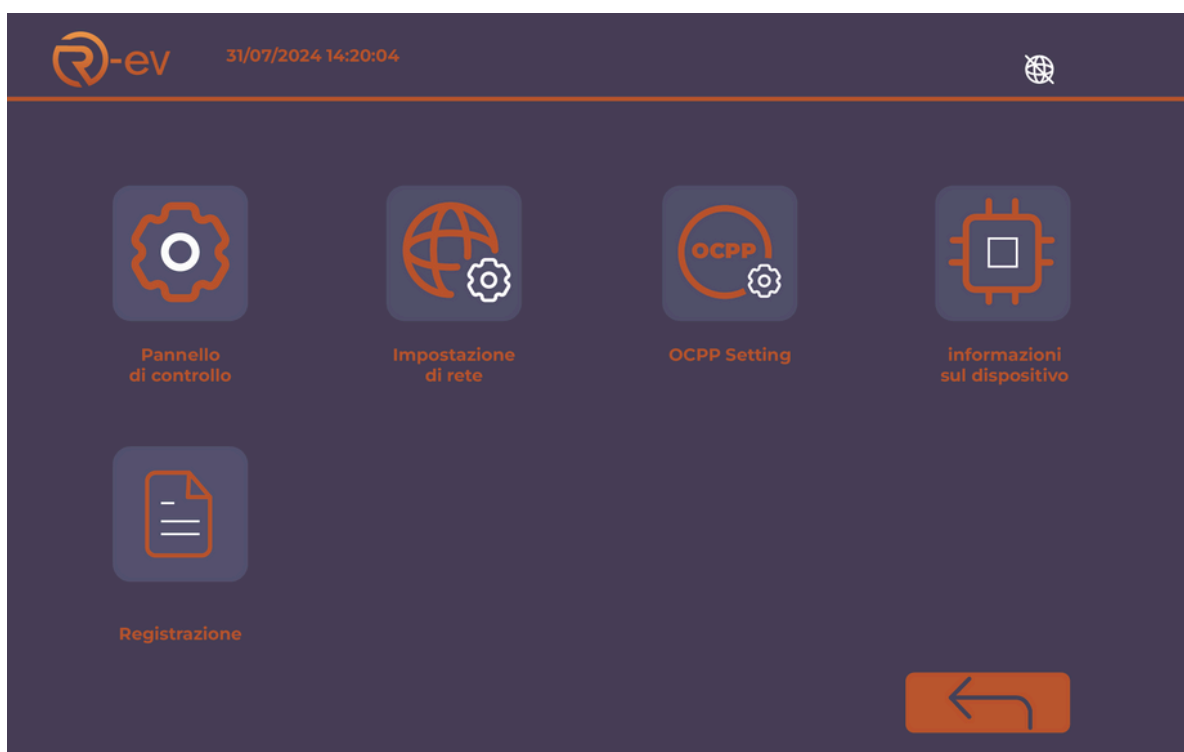 R-ev
31/07/2024 14:20:04
OCPP
Pannello
di controllo
Impostazione
di rete
OCPP Setting
informazioni
sul dispositivo
Registrazione